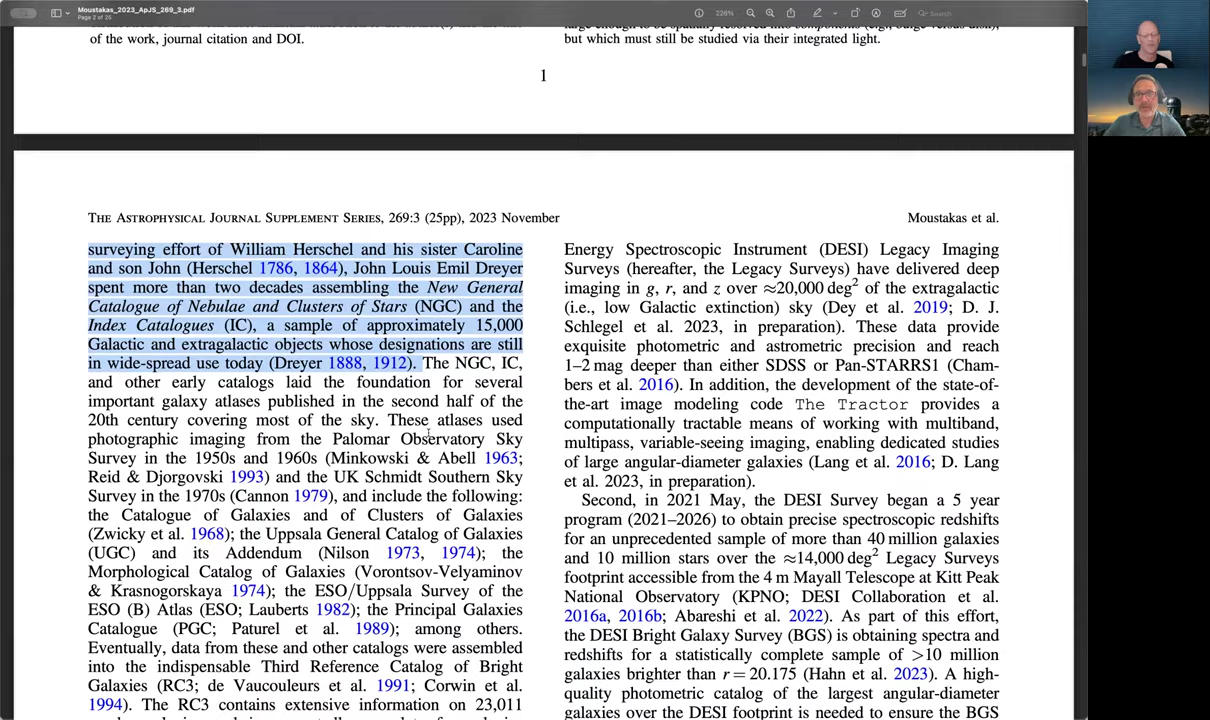 Moustakas_2023_ApJS_269_3.pdf
Page 2 of 25
226%
Search
of the work, journal citation and DOI.
but which must still be studied via their integrated light.
1
THE ASTROPHYSICAL JOURNAL SUPPLEMENT SERIES, 269:3 (25pp), 2023 November
Moustakas et al.
surveying effort of William Herschel and his sister Caroline
and son John (Herschel 1786, 1864), John Louis Emil Dreyer
spent more than two decades assembling the New General
Catalogue of Nebulae and Clusters of Stars (NGC) and the
Index Catalogues (IC), a sample of approximately 15,000
Galactic and extragalactic objects whose designations are still
in wide-spread use today (Dreyer 1888, 1912). The NGC, IC,
and other early catalogs laid the foundation for several
important galaxy atlases published in the second half of the
20th century covering most of the sky. These atlases used
photographic imaging from the Palomar Observatory Sky
Survey in the 1950s and 1960s (Minkowski & Abell 1963;
Reid & Djorgovski 1993) and the UK Schmidt Southern Sky
Survey in the 1970s (Cannon 1979), and include the following:
the Catalogue of Galaxies and of Clusters of Galaxies
(Zwicky et al. 1968); the Uppsala General Catalog of Galaxies
(UGC) and its Addendum (Nilson 1973, 1974); the
Morphological Catalog of Galaxies (Vorontsov-Velyaminov
& Krasnogorskaya 1974); the ESO/Uppsala Survey of the
ESO (B) Atlas (ESO; Lauberts 1982); the Principal Galaxies
Catalogue (PGC; Paturel et al. 1989); among others.
Eventually, data from these and other catalogs were assembled
into the indispensable Third Reference Catalog of Bright
Galaxies (RC3; de Vaucouleurs et al. 1991; Corwin et al.
1994). The RC3 contains extensive information on 23,011
Energy Spectroscopic Instrument (DESI) Legacy Imaging
Surveys (hereafter, the Legacy Surveys) have delivered deep
imaging in g, r, and z over ≈20,000 deg² of the extragalactic
(i.e., low Galactic extinction) sky (Dey et al. 2019; D. J.
Schlegel et al. 2023, in preparation). These data provide
exquisite photometric and astrometric precision and reach
1–2 mag deeper than either SDSS or Pan-STARRS1 (Cham-
bers et al. 2016). In addition, the development of the state-of-
the-art image modeling code The Tractor provides a
computationally tractable means of working with multiband,
multipass, variable-seeing imaging, enabling dedicated studies
of large angular-diameter galaxies (Lang et al. 2016; D. Lang
et al. 2023, in preparation).
Second, in 2021 May, the DESI Survey began a 5 year
program (2021–2026) to obtain precise spectroscopic redshifts
for an unprecedented sample of more than 40 million galaxies
and 10 million stars over the ≈14,000 deg² Legacy Surveys
footprint accessible from the 4 m Mayall Telescope at Kitt Peak
National Observatory (KPNO; DESI Collaboration et al.
2016a, 2016b; Abareshi et al. 2022). As part of this effort,
the DESI Bright Galaxy Survey (BGS) is obtaining spectra and
redshifts for a statistically complete sample of >10 million
galaxies brighter than r = 20.175 (Hahn et al. 2023). A high-
quality photometric catalog of the largest angular-diameter
galaxies over the DESI footprint is needed to ensure the BGS